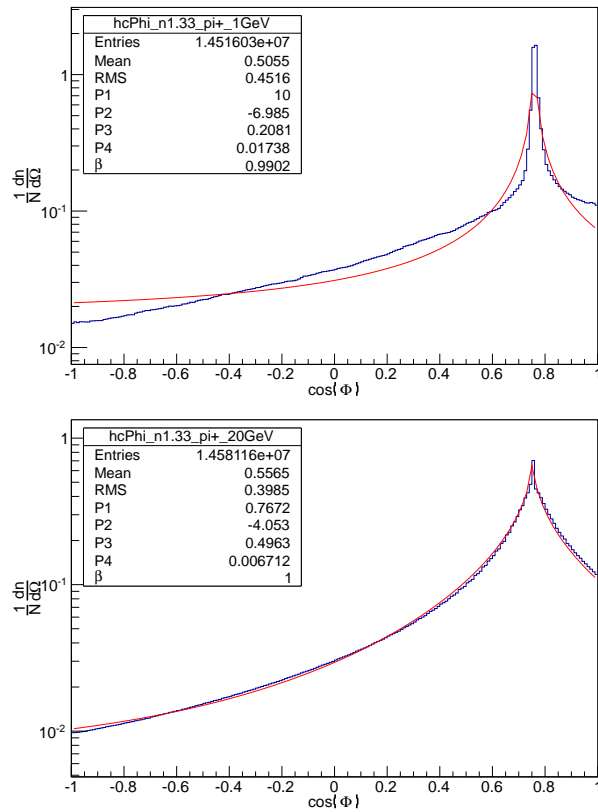 hcPhi_n1.33_pi+_1GeV
Entries 1.451603e+07
Mean 0.5055
RMS 0.4516
P1 10
P2 -6.985
P3 0.2081
P4 0.01738
β 0.9902
1
10^-1
10^-2
1/N dn/dΩ
-1 -0.8 -0.6 -0.4 -0.2 0 0.2 0.4 0.6 0.8 1
cos(Φ)
hcPhi_n1.33_pi+_20GeV
Entries 1.458116e+07
Mean 0.5565
RMS 0.3985
P1 0.7672
P2 -4.053
P3 0.4963
P4 0.006712
β 1
1
10^-1
10^-2
1/N dn/dΩ
-1 -0.8 -0.6 -0.4 -0.2 0 0.2 0.4 0.6 0.8 1
cos(Φ)